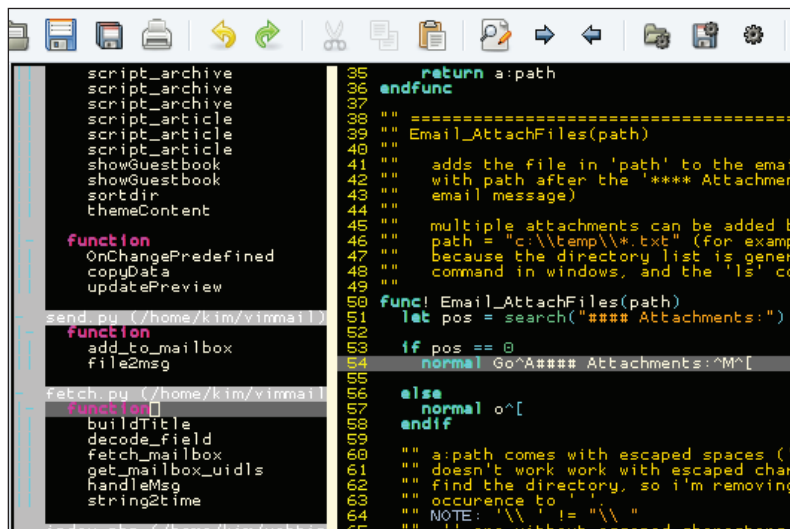 script_archive
script_archive
script_archive
script_article
script_article
script_article
showGuestbook
showGuestbook
sortdir
themeContent
function
OnChangePredefined
copyData
updatePreview
send.py (/home/kim/vimmail)
function
add_to_mailbox
file2msg
fetch.py (/home/kim/vimmail
function
buildTitle
decode_field
fetch_mailbox
get_mailbox_uidls
handleMsg
string2time
35 return a:path
36 endfunc
37
38 "" =====================================
39 "" Email_AttachFiles(path)
40 ""
41 "" adds the file in 'path' to the emai
42 "" with path after the '**** Attachmen
43 "" email message)
44 ""
45 "" multiple attachments can be added b
46 "" path = "c:\\temp\\*.txt" (for examp
47 "" because the directory list is gener
48 "" command in windows, and the 'ls' co
49 ""
50 func! Email_AttachFiles(path)
51 let pos = search("#### Attachments:")
52
53 if pos == 0
54 normal Go^A#### Attachments:^M^[
55
56 else
57 normal o^[
58 endif
59
60 "" a:path comes with escaped spaces (
61 "" doesn't work work with escaped char
62 "" find the directory, so i'm removing
63 "" occurence to ' '.
64 "" NOTE: '\\ ' != "\\ "